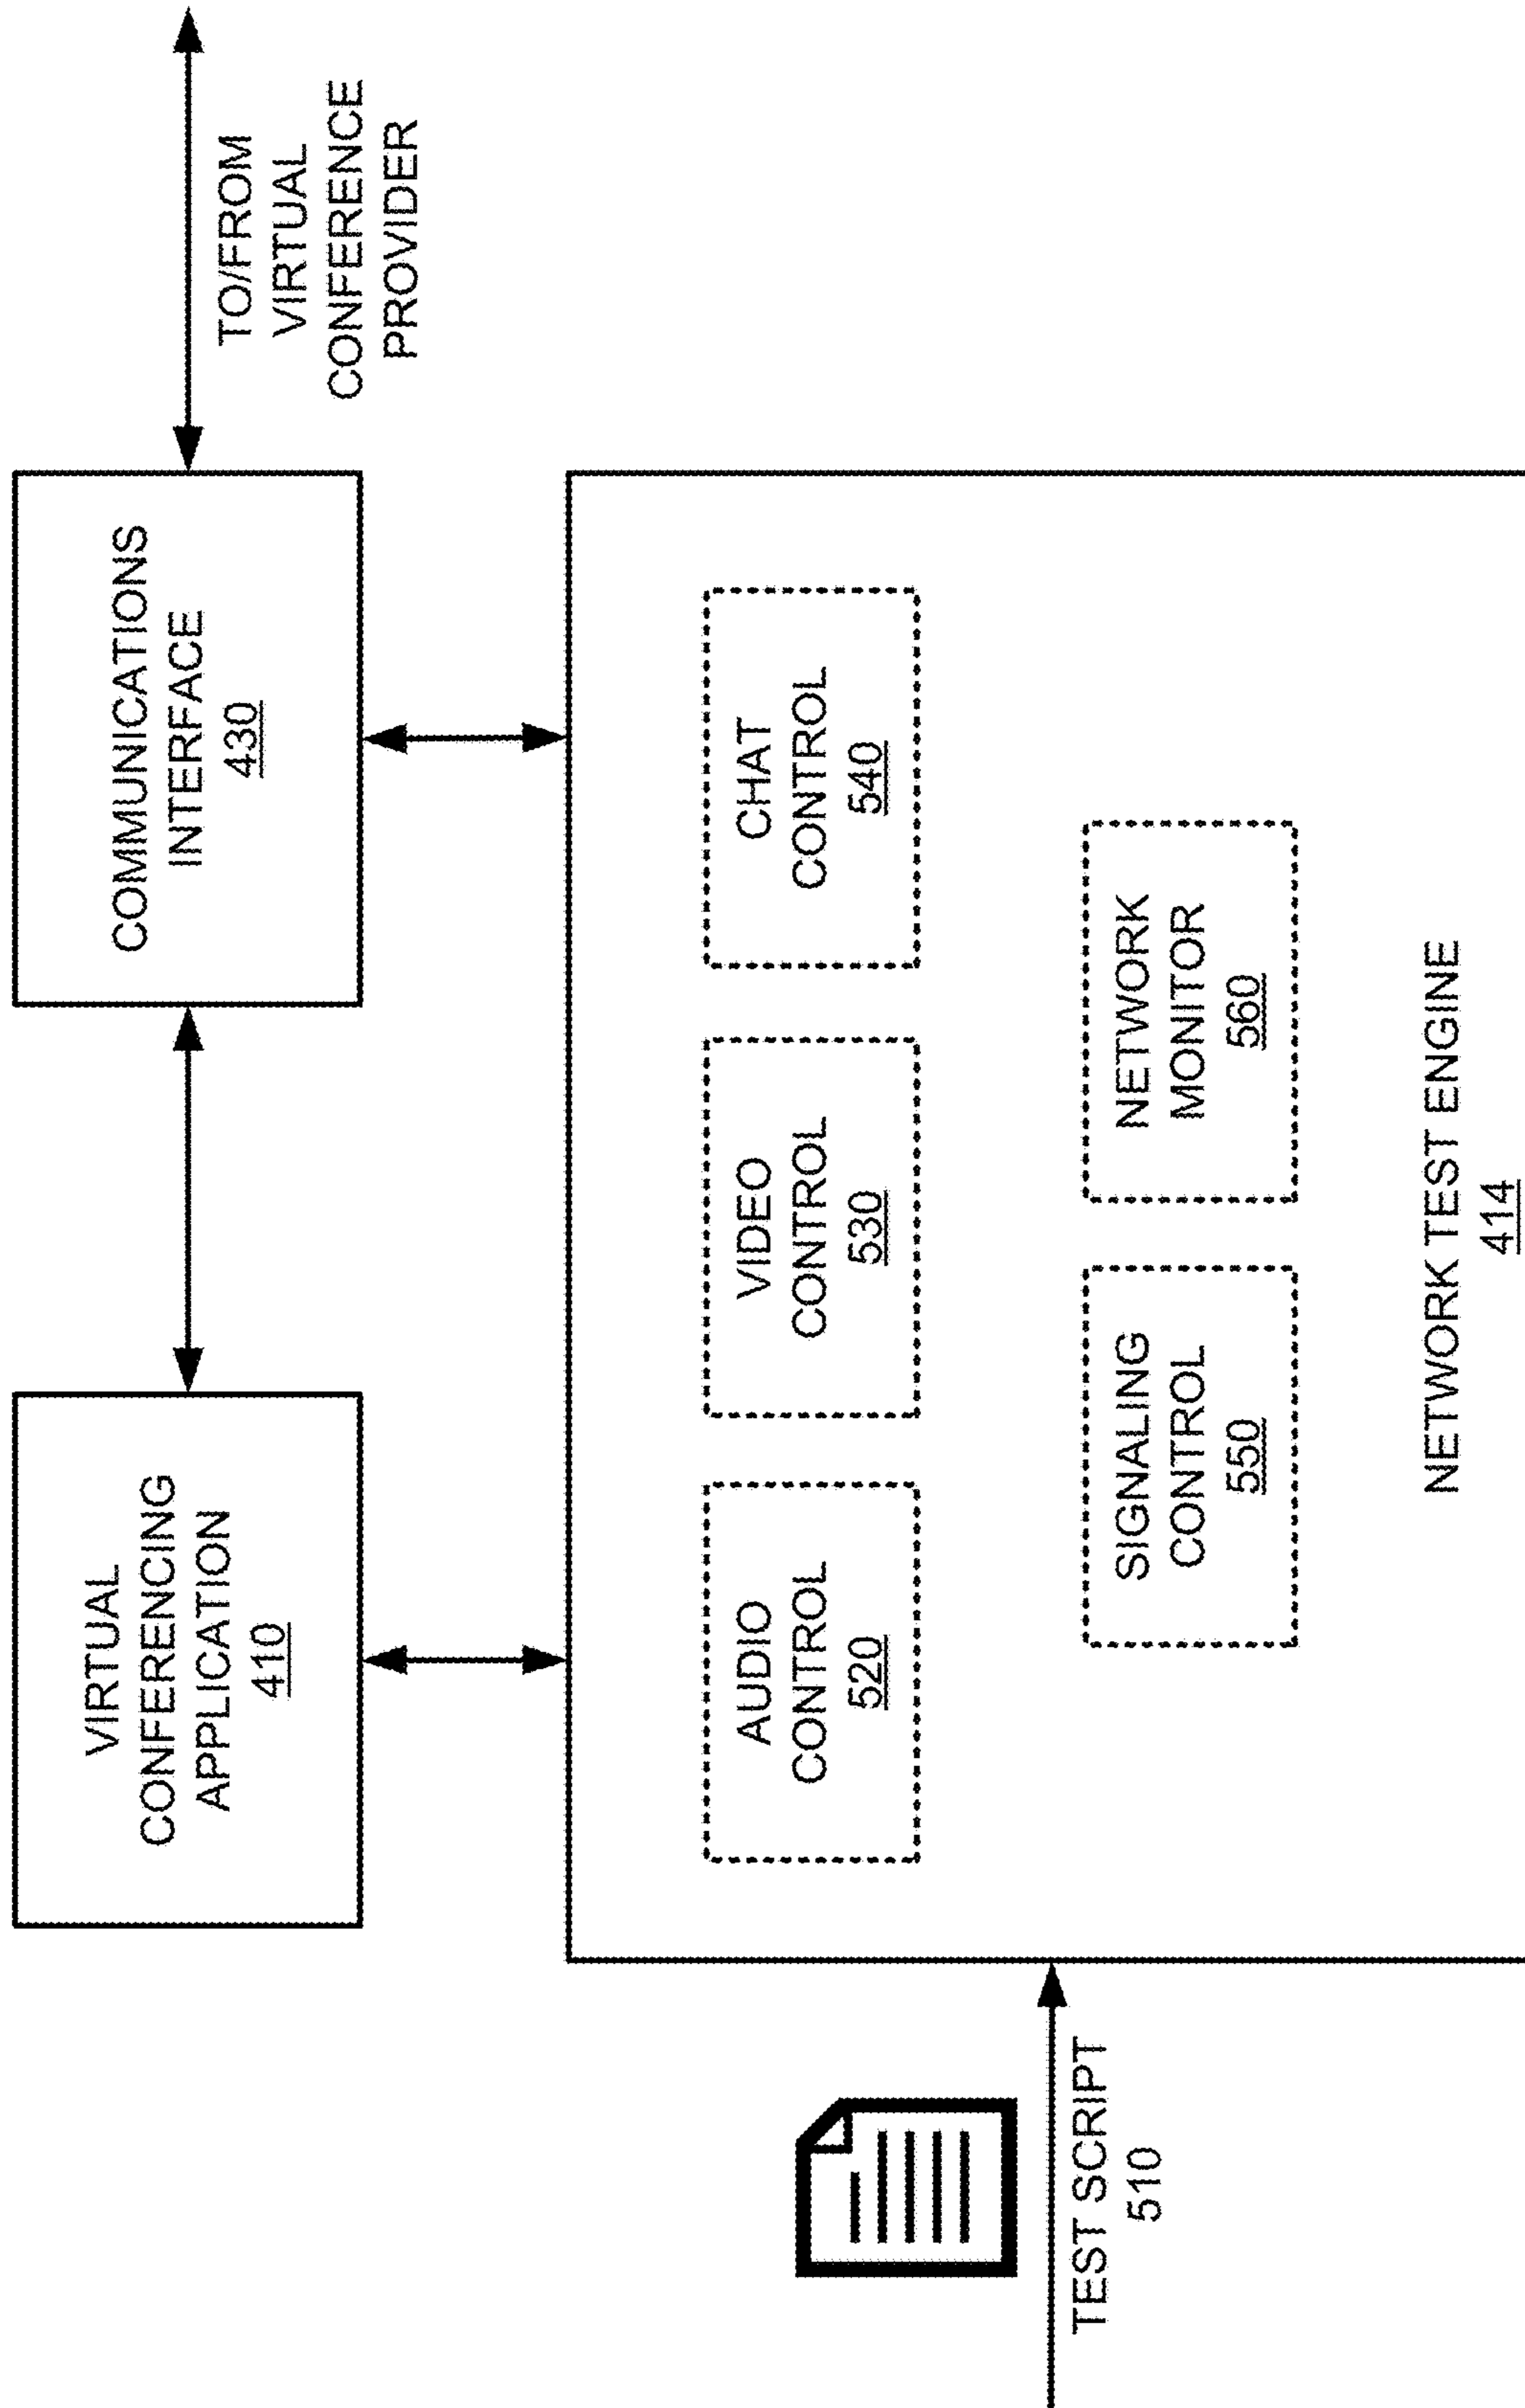 VIRTUAL
CONFERENCING
APPLICATION
410
COMMUNICATIONS
INTERFACE
430
TO/FROM
VIRTUAL
CONFERENCE
PROVIDER
AUDIO
CONTROL
520
VIDEO
CONTROL
530
CHAT
CONTROL
540
TEST SCRIPT
510
SIGNALING
CONTROL
550
NETWORK
MONITOR
560
NETWORK TEST ENGINE
414